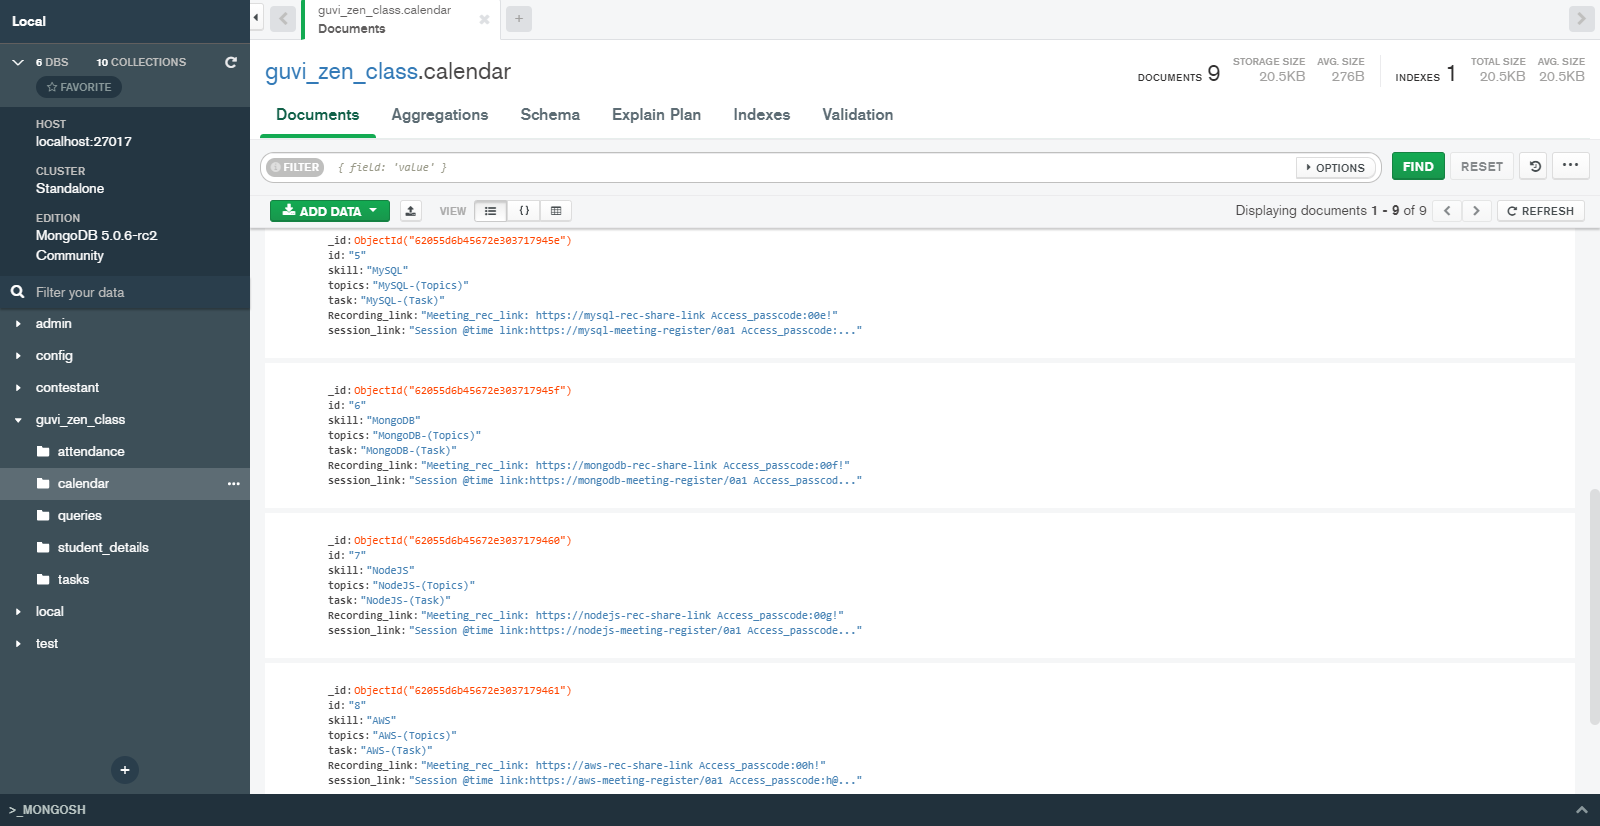 Local
6 DBS 10 COLLECTIONS
FAVORITE
HOST
localhost:27017
CLUSTER
Standalone
EDITION
MongoDB 5.0.6-rc2
Community
Filter your data
admin
config
contestant
guvi_zen_class
attendance
calendar
queries
student_details
tasks
local
test
guvi_zen_class.calendar
Documents
guvi_zen_class.calendar
DOCUMENTS 9
STORAGE SIZE
20.5KB
AVG. SIZE
276B
INDEXES 1
TOTAL SIZE
20.5KB
AVG. SIZE
20.5KB
Documents Aggregations Schema Explain Plan Indexes Validation
FILTER { field: 'value' } OPTIONS FIND RESET
ADD DATA VIEW {} Displaying documents 1 - 9 of 9 REFRESH
_id:ObjectId("62055d6b45672e303717945e")
id:"5"
skill:"MySQL"
topics:"MySQL-(Topics)"
task:"MySQL-(Task)"
Recording_link:"Meeting_rec_link: https://mysql-rec-share-link Access_passcode:00e!"
session_link:"Session @time link:https://mysql-meeting-register/0a1 Access_passcode:..."
_id:ObjectId("62055d6b45672e303717945f")
id:"6"
skill:"MongoDB"
topics:"MongoDB-(Topics)"
task:"MongoDB-(Task)"
Recording_link:"Meeting_rec_link: https://mongodb-rec-share-link Access_passcode:00f!"
session_link:"Session @time link:https://mongodb-meeting-register/0a1 Access_passcod..."
_id:ObjectId("62055d6b45672e3037179460")
id:"7"
skill:"NodeJS"
topics:"NodeJS-(Topics)"
task:"NodeJS-(Task)"
Recording_link:"Meeting_rec_link: https://nodejs-rec-share-link Access_passcode:00g!"
session_link:"Session @time link:https://nodejs-meeting-register/0a1 Access_passcode..."
_id:ObjectId("62055d6b45672e3037179461")
id:"8"
skill:"AWS"
topics:"AWS-(Topics)"
task:"AWS-(Task)"
Recording_link:"Meeting_rec_link: https://aws-rec-share-link Access_passcode:00h!"
session_link:"Session @time link:https://aws-meeting-register/0a1 Access_passcode:h@..."
>_MONGOSH